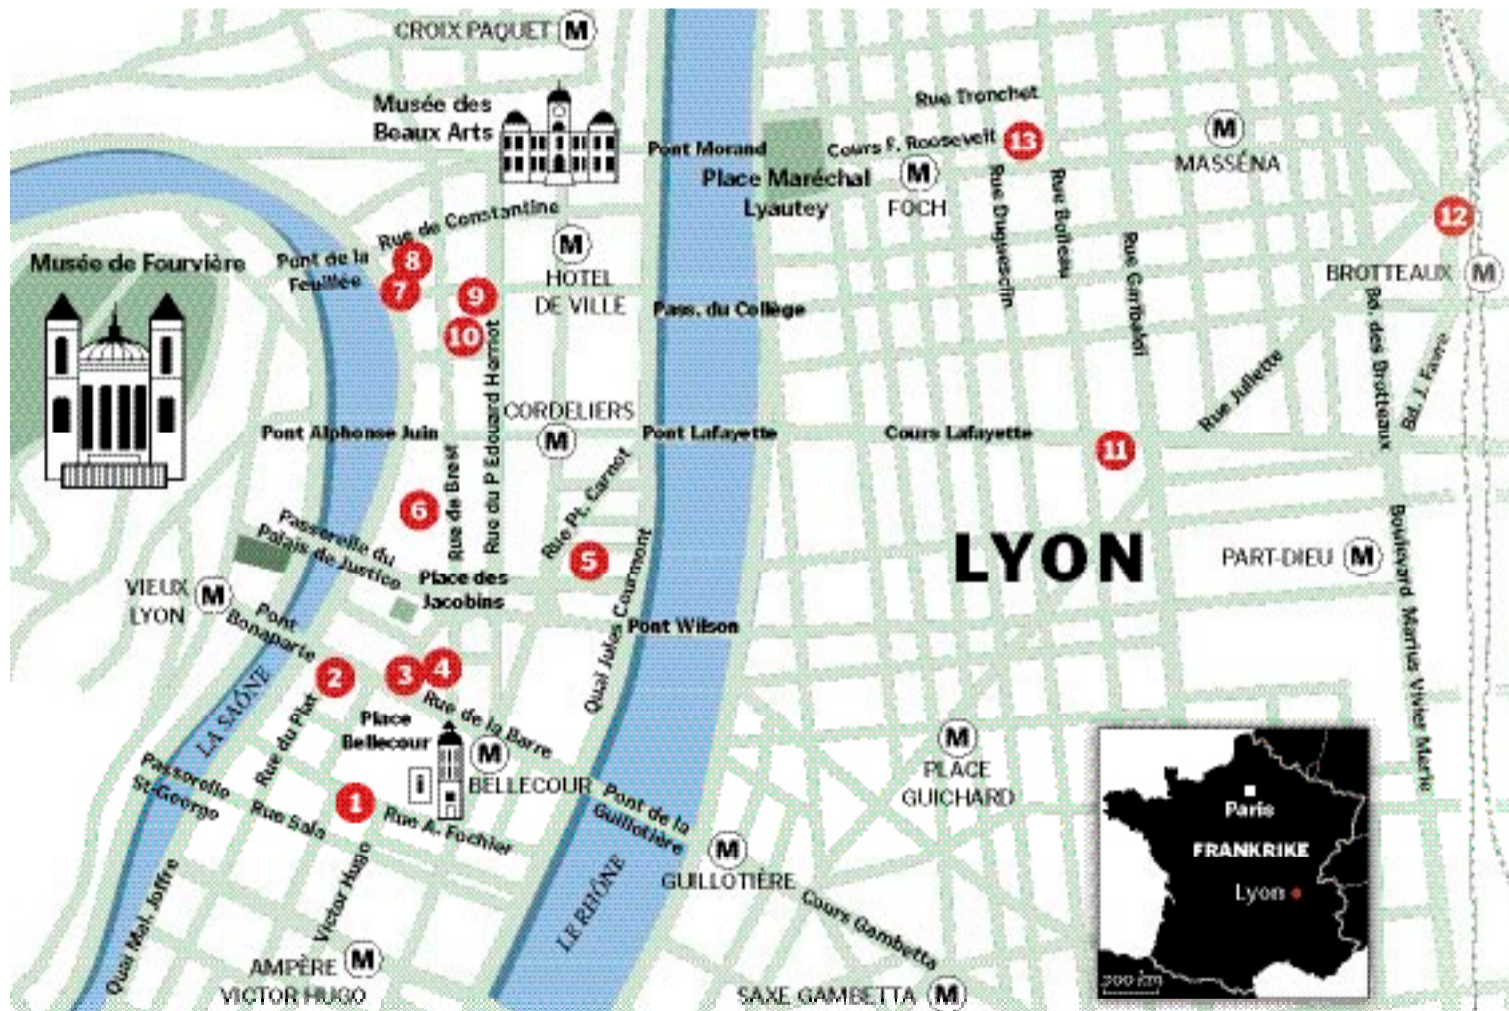 CROIX PAQUET M
Musée des
Beaux Arts
Rue Tronchet
Cours F. Roosevelt
13
M
MASSÉNA
Pont Morand
Place Maréchal
Lyautey
M
FOCH
Rue Duguesclin
Rue Boileau
Rue Garibaldi
12
BROTTEAUX M
Rue de Constantine
M
HOTEL
DE VILLE
Musée de Fourvière
Pont de la
Feuillée
8
7
9
10
Pass. du Collège
Rue du P Edouard Herriot
Bd. des Brotteaux
Bd. J. Favre
Rue Juliette
CORDELIERS
M
Pont Alphonse Juin
Pont Lafayette
Cours Lafayette
11
Rue de Brest
6
Rue Pt. Carnot
5
LYON
PART-DIEU M
Boulevard Marius Vivier Merle
Passerelle du
Palais de Justice
Place des
Jacobins
VIEUX
LYON
M
Pont
Bonaparte
Quai Jules Courmont
Pont Wilson
2
3
4
LA SAÔNE
Rue du Plat
Place
Bellecour
Rue de la Barre
i
M
BELLECOUR
Passerelle
St-George
Rue Sala
1
Rue A. Fochier
Pont de la
Guillotière
M
PLACE
GUICHARD
M
GUILLOTIÈRE
LE RHÔNE
Quai Mal. Joffre
Victor Hugo
Cours Gambetta
AMPÈRE M
VICTOR HUGO
SAXE GAMBETTA M
Paris
FRANKRIKE
Lyon
200 km